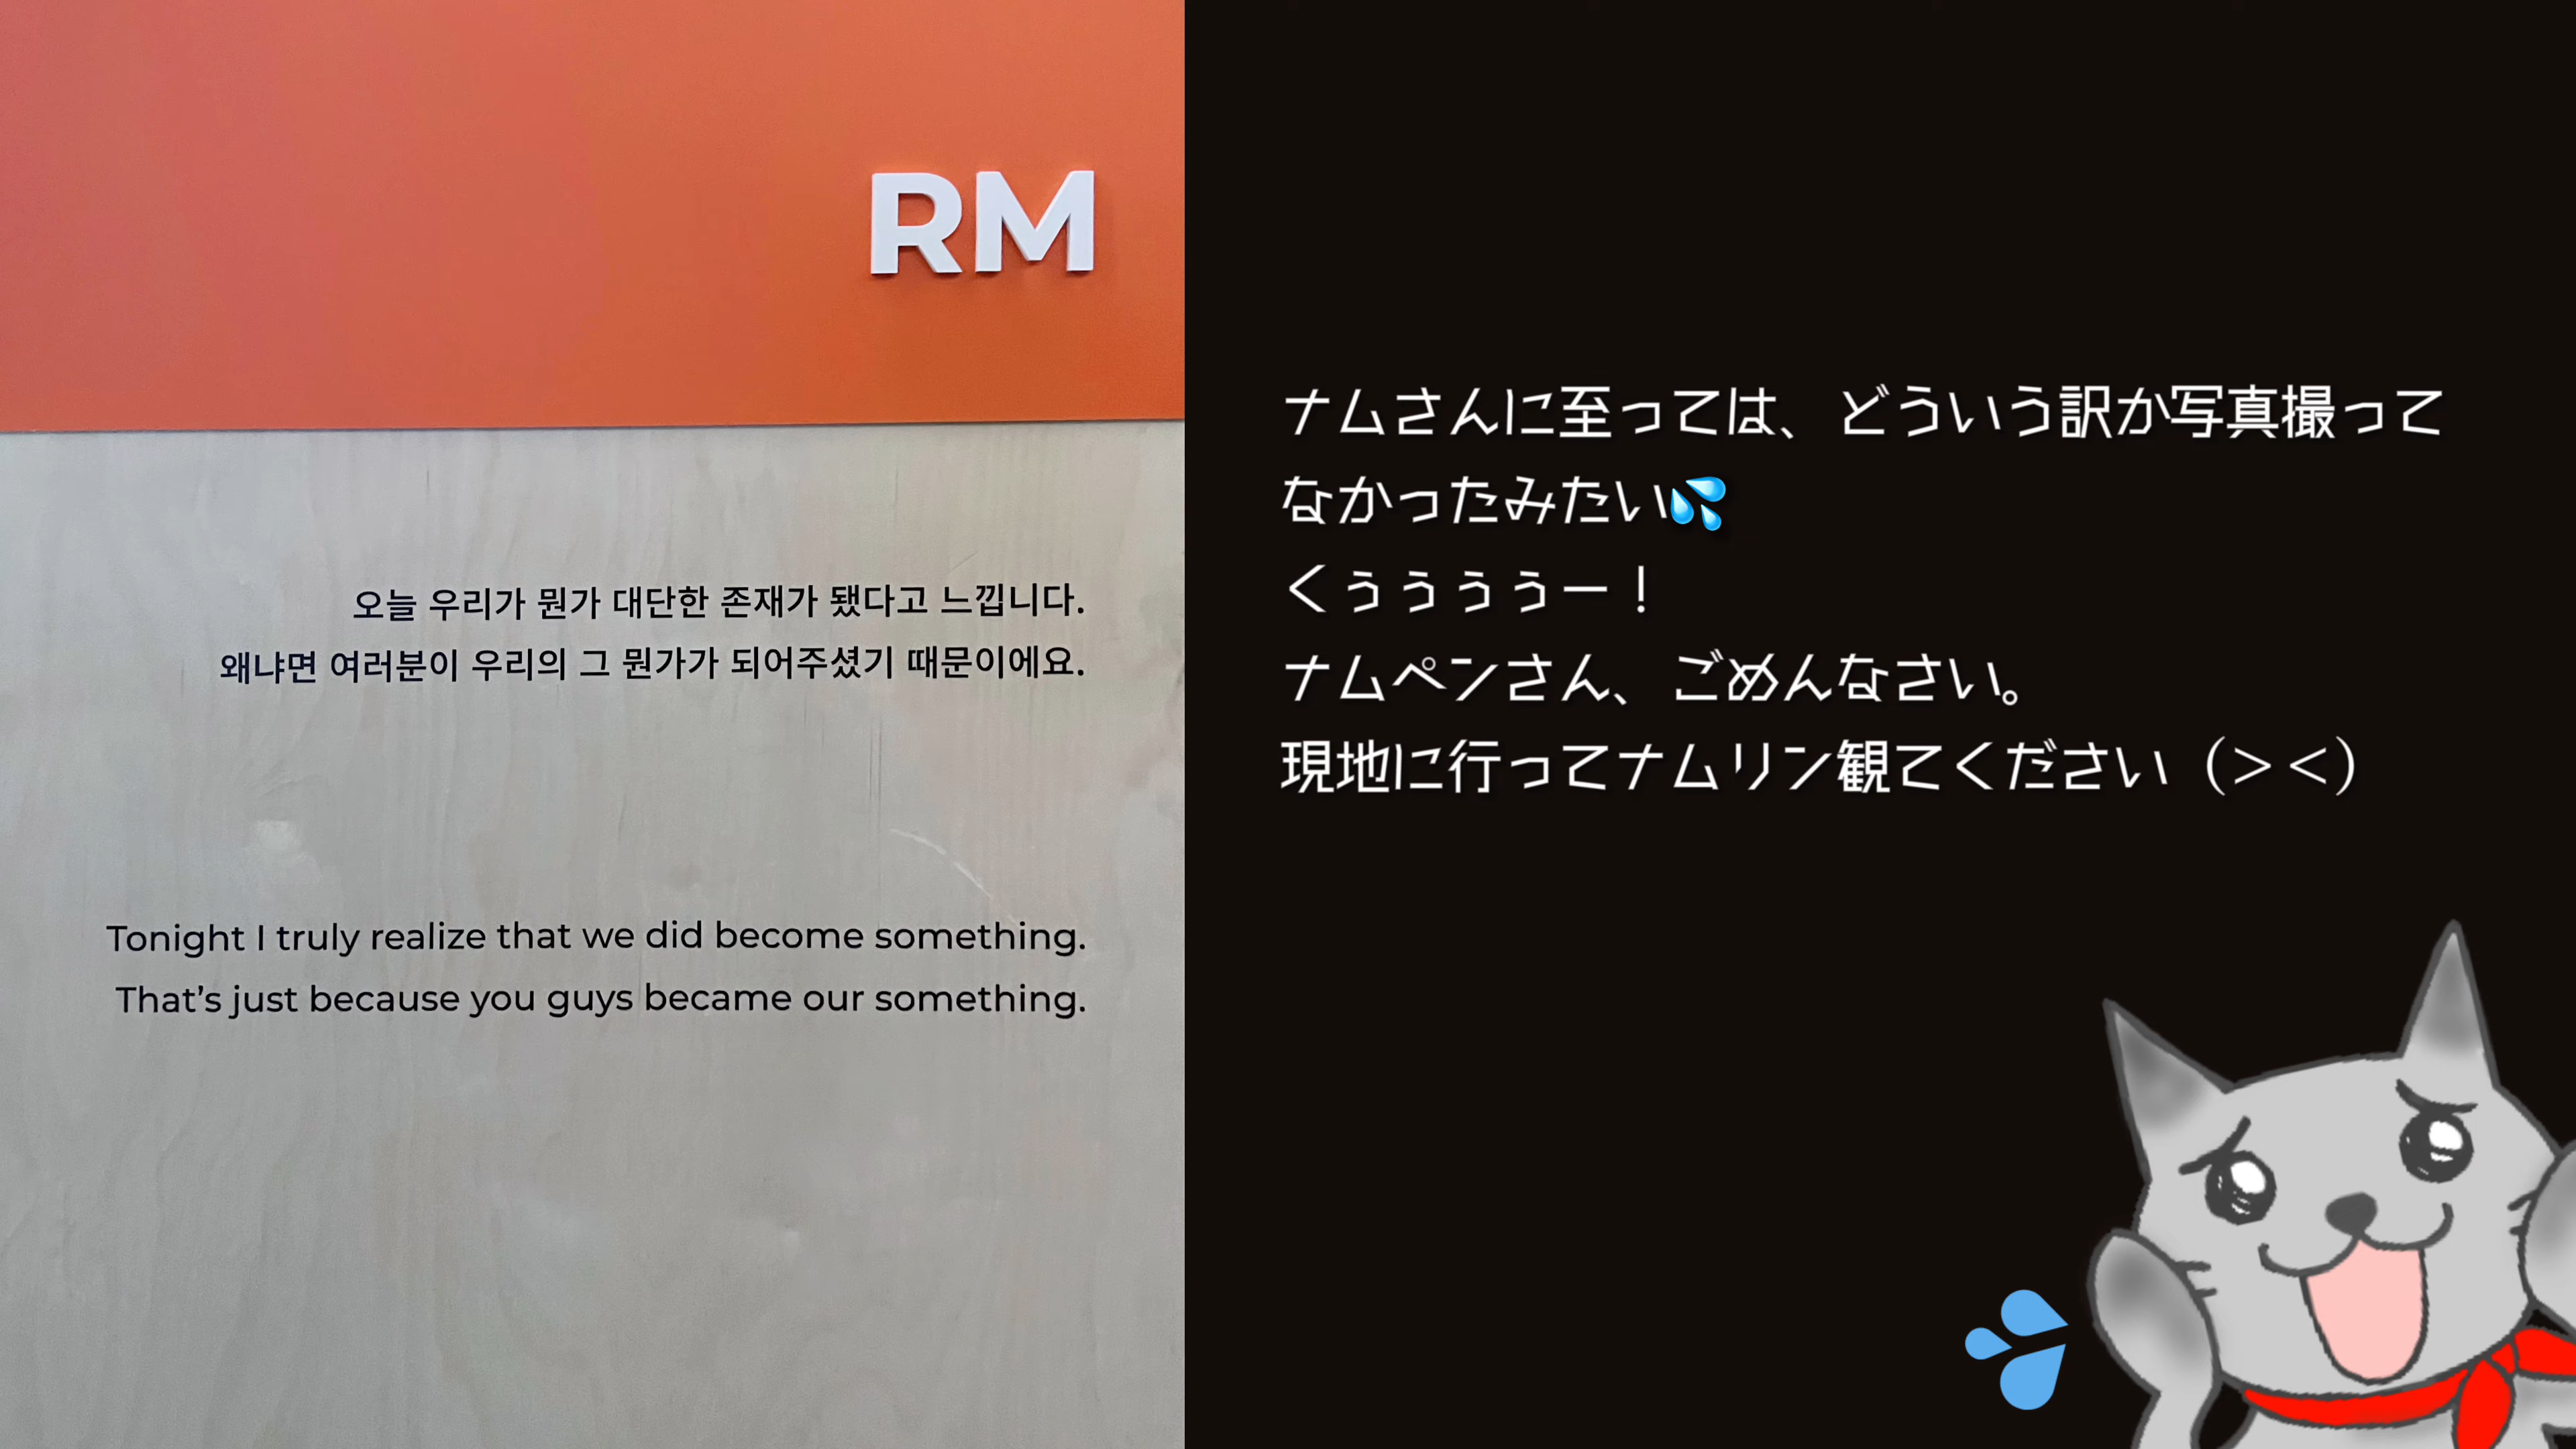 RM
오늘 우리가 뭔가 대단한 존재가 됐다고 느낍니다.
왜냐면 여러분이 우리의 그 뭔가가 되어주셨기 때문이에요.
Tonight I truly realize that we did become something.
That’s just because you guys became our something.
ナムさんに至っては、どういう訳か写真撮って
なかったみたい💦
くぅぅぅぅー！
ナムペンさん、ごめんなさい。
現地に行ってナムリン観てください（＞＜）